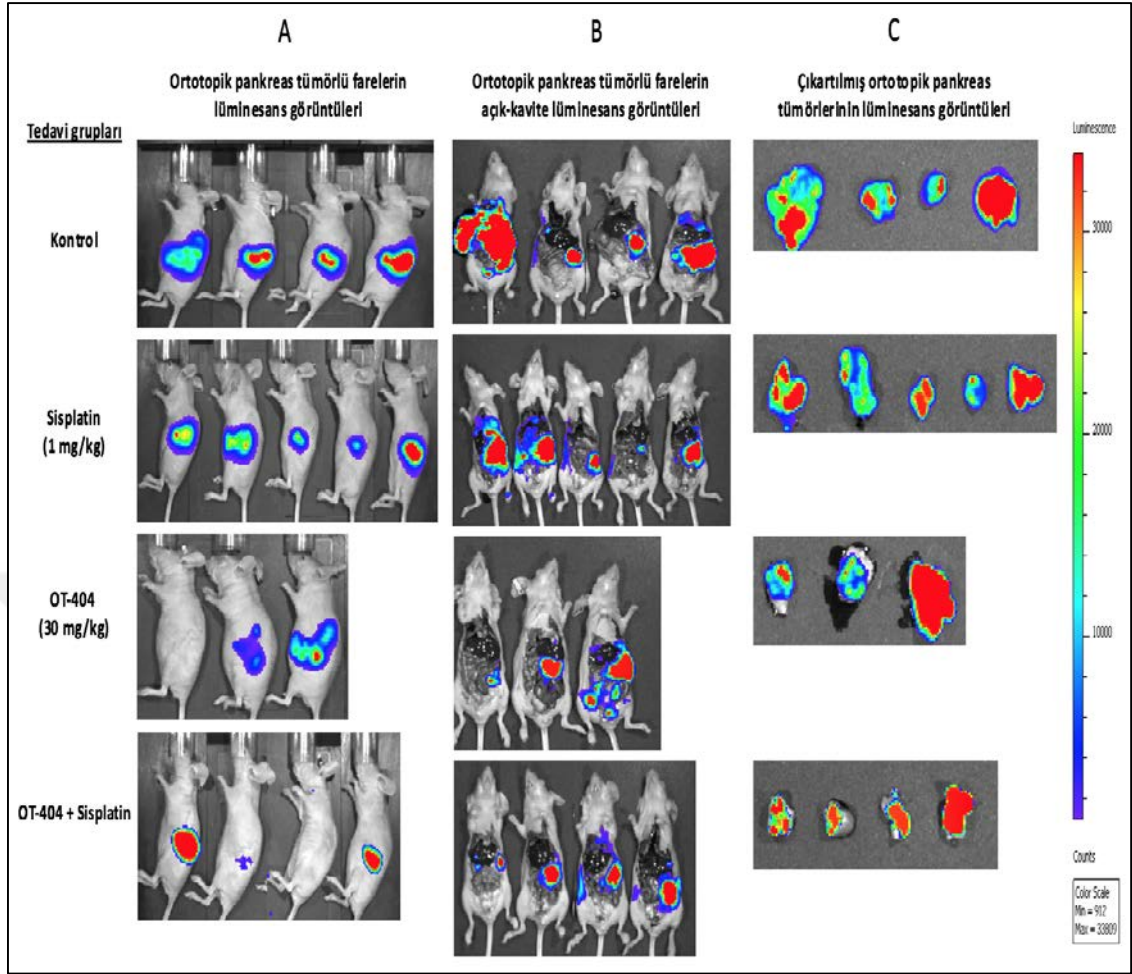 A
B
C
Ortotopik pankreas tümörlü farelerin
lüminesans görüntüleri
Ortotopik pankreas tümörlü farelerin
açık-kavite lüminesans görüntüleri
Çıkartılmış ortotopik pankreas
tümörlerinin lüminesans görüntüleri
Tedavi grupları
Kontrol
Sisplatin
(1 mg/kg)
OT-404
(30 mg/kg)
OT-404 + Sisplatin
Luminescence
30000
20000
10000
Counts
Color Scale
Min = 912
Max = 33809